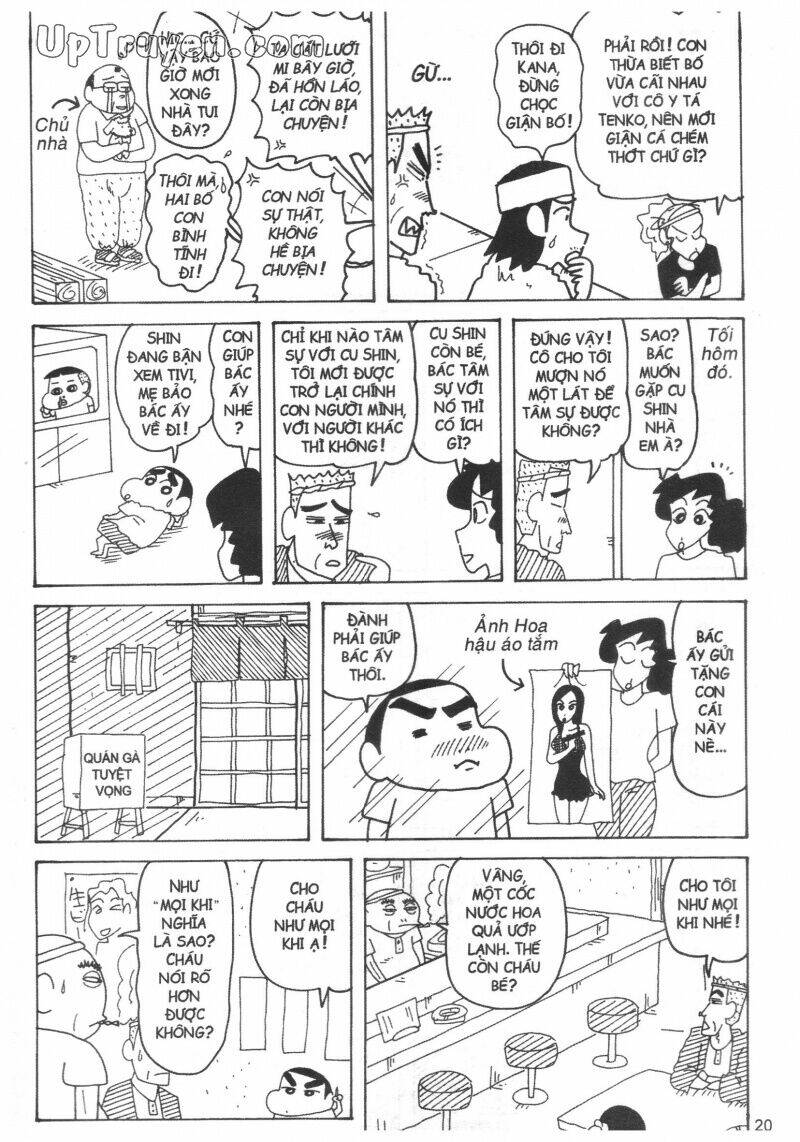 UpTruyen.com
PHẢI RỒI! CON
THỪA BIẾT BỐ
VỪA CÃI NHAU
VỚI CÔ Y TÁ
TENKO, NÊN MỚI
GIẬN CÁ CHÉM
THỚT CHỨ GÌ?
THÔI ĐI
KANA,
ĐỪNG
CHỌC
GIẬN BỐ!
GỪ...
TA CẮT LƯỠI
MI BÂY GIỜ,
ĐÃ HỖN LÁO,
LẠI CÒN BỊA
CHUYỆN!
CON NÓI
SỰ THẬT,
KHÔNG
HỀ BỊA
CHUYỆN!
BAO
GIỜ MỚI
XONG
NHÀ TUI
ĐÂY?
THÔI MÀ,
HAI BỐ
CON
BÌNH
TĨNH
ĐI!
Chủ
nhà
Tối
hôm
đó.
SAO?
BÁC
MUỐN
GẶP CU
SHIN
NHÀ
EM À?
ĐÚNG VẬY!
CÔ CHO TÔI
MƯỢN NÓ
MỘT LÁT ĐỂ
TÂM SỰ ĐƯỢC
KHÔNG?
CU SHIN
CÒN BÉ,
BÁC TÂM
SỰ VỚI
NÓ THÌ
CÓ ÍCH
GÌ?
CHỈ KHI NÀO TÂM
SỰ VỚI CU SHIN,
TÔI MỚI ĐƯỢC
TRỞ LẠI CHÍNH
CON NGƯỜI MÌNH,
VỚI NGƯỜI KHÁC
THÌ KHÔNG!
CON
GIÚP
BÁC
ẤY
NHÉ
?
SHIN
ĐANG BẬN
XEM TIVI,
MẸ BẢO
BÁC ẤY
VỀ ĐI!
BÁC
ẤY GỬI
TẶNG
CON
CÁI
NÀY
NÈ...
Ảnh Hoa
hậu áo tắm
ĐÀNH
PHẢI GIÚP
BÁC ẤY
THÔI.
QUÁN GÀ
TUYỆT
VỌNG
CHO TÔI
NHƯ MỌI
KHI NHÉ!
VÂNG,
MỘT CỐC
NƯỚC HOA
QUẢ ƯỚP
LẠNH. THẾ
CÒN CHÁU
BÉ?
CHO
CHÁU
NHƯ MỌI
KHI Ạ!
NHƯ
"MỌI KHI"
NGHĨA
LÀ SAO?
CHÁU
NÓI RÕ
HƠN
ĐƯỢC
KHÔNG?
生
20